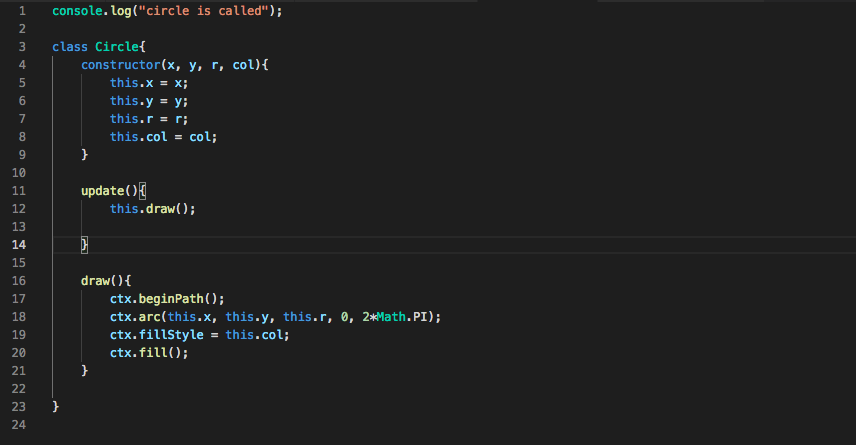 1 console.log("circle is called");
2
3 class Circle{
4     constructor(x, y, r, col){
5         this.x = x;
6         this.y = y;
7         this.r = r;
8         this.col = col;
9     }
10
11     update(){
12         this.draw();
13
14     }
15
16     draw(){
17         ctx.beginPath();
18         ctx.arc(this.x, this.y, this.r, 0, 2*Math.PI);
19         ctx.fillStyle = this.col;
20         ctx.fill();
21     }
22
23 }
24